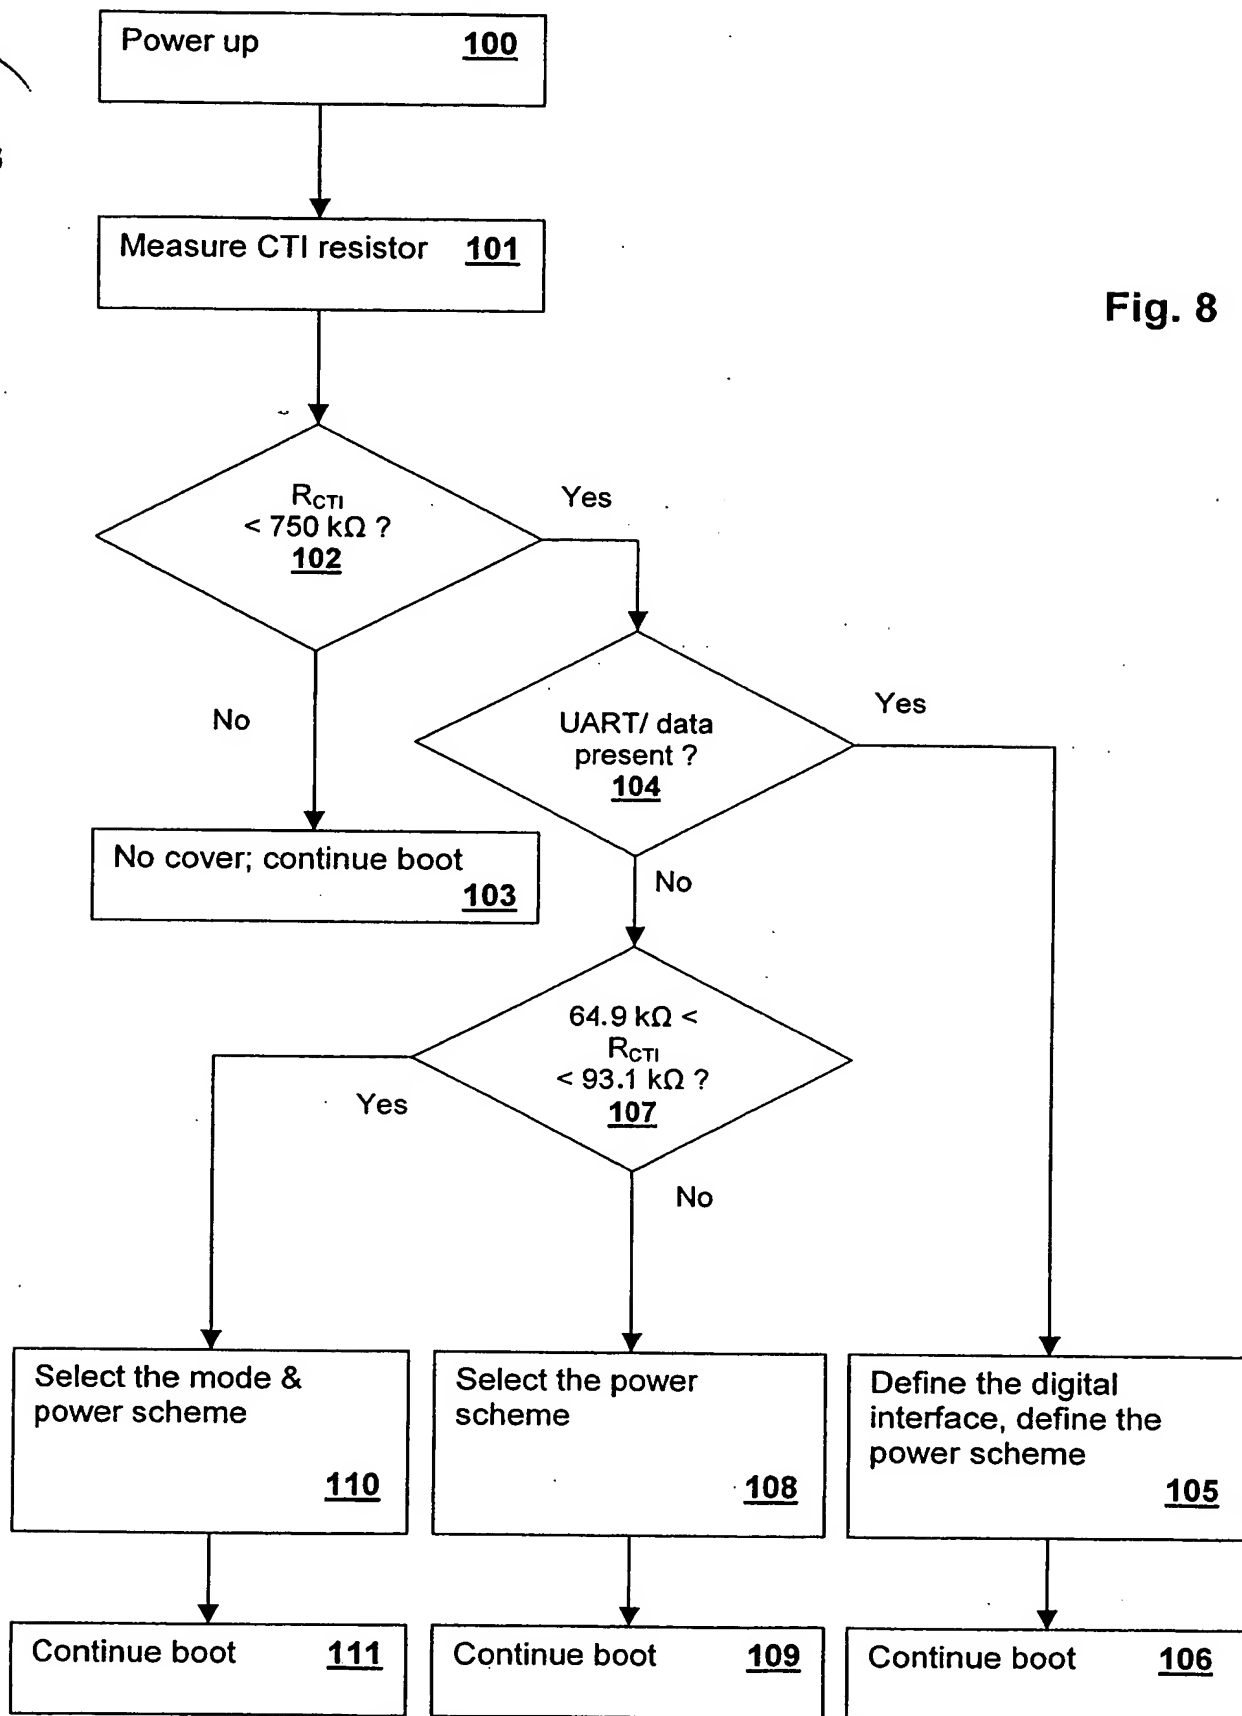 Power up 100
Measure CTI resistor 101
Fig. 8
RCTI
< 750 kΩ ?
102
Yes
No
UART/ data
present ?
104
Yes
No
No cover; continue boot
103
64.9 kΩ <
RCTI
< 93.1 kΩ ?
107
Yes
No
Select the mode &
power scheme
110
Select the power
scheme
108
Define the digital
interface, define the
power scheme
105
Continue boot 111
Continue boot 109
Continue boot 106